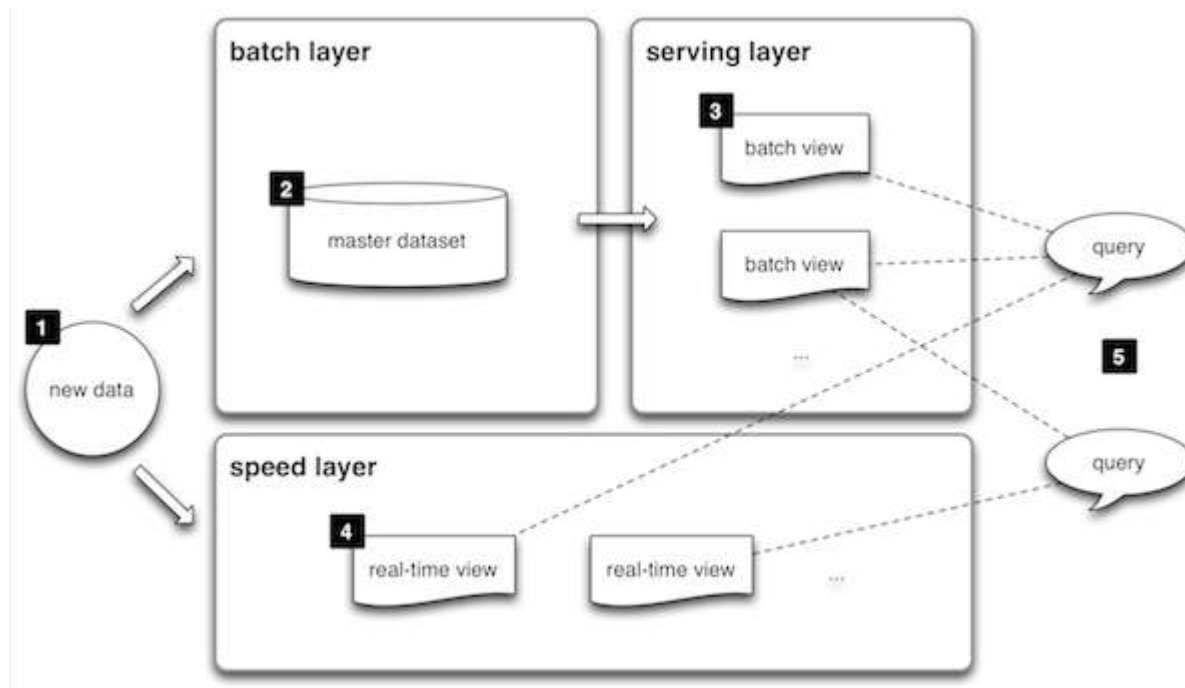 batch layer
serving layer
3
batch view
2
master dataset
batch view
query
1
new data
...
5
speed layer
query
4
real-time view
real-time view
...